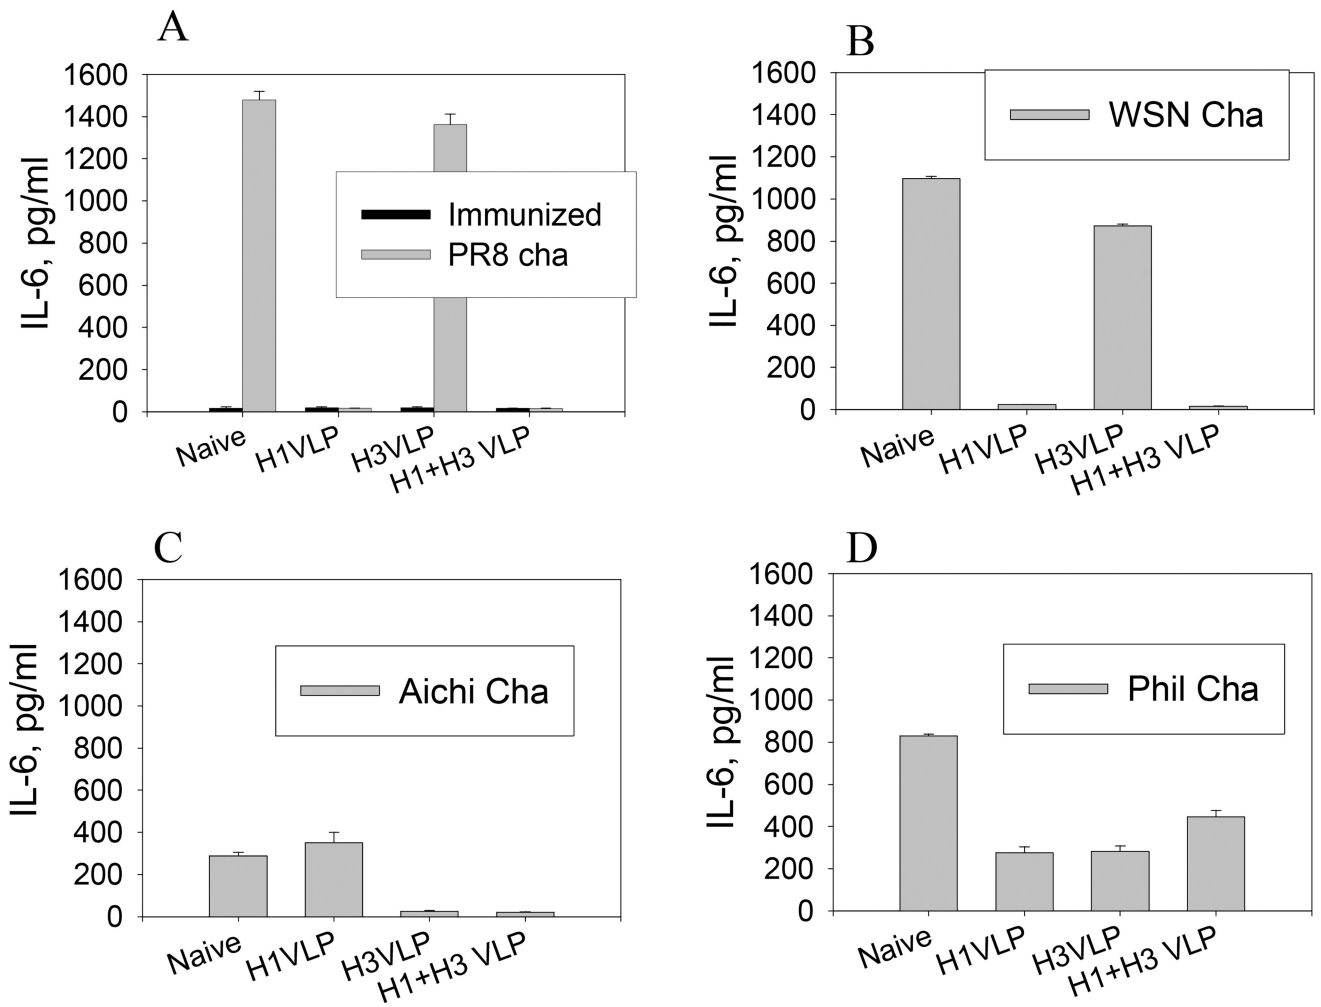 A
1600
1400
1200
1000
800
600
400
200
0
IL-6, pg/ml
Immunized
PR8 cha
Naive
H1VLP
H3VLP
H1+H3 VLP
B
1600
1400
1200
1000
800
600
400
200
0
IL-6, pg/ml
WSN Cha
Naive
H1VLP
H3VLP
H1+H3 VLP
C
1600
1400
1200
1000
800
600
400
200
0
IL-6, pg/ml
Aichi Cha
Naive
H1VLP
H3VLP
H1+H3 VLP
D
1600
1400
1200
1000
800
600
400
200
0
IL-6, pg/ml
Phil Cha
Naive
H1VLP
H3VLP
H1+H3 VLP